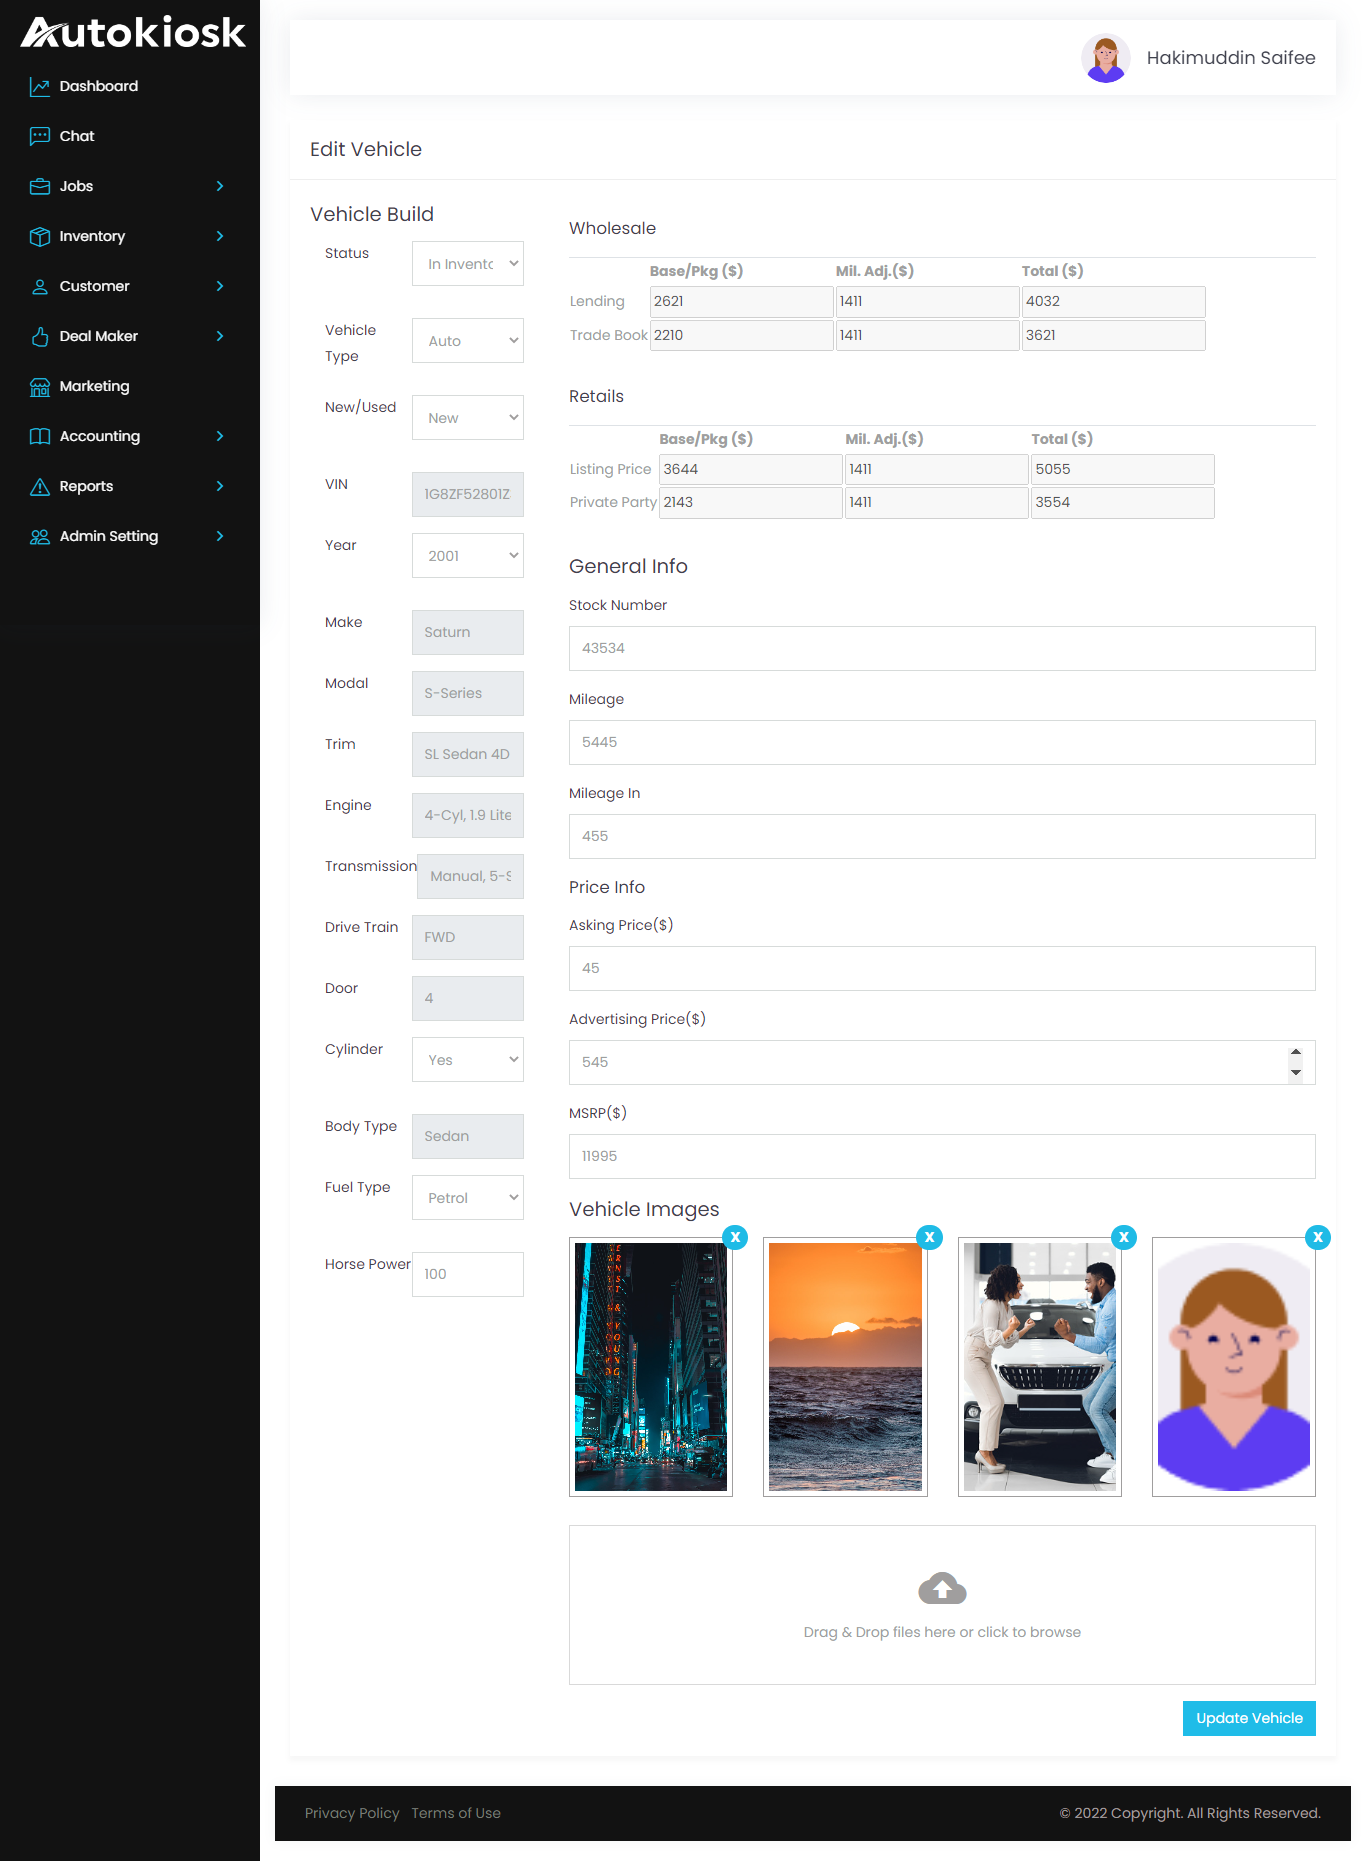 Autokiosk
Dashboard
Chat
Jobs
Inventory
Customer
Deal Maker
Marketing
Accounting
Reports
Admin Setting
Hakimuddin Saifee
Edit Vehicle
Vehicle Build
Status
In Invento
Vehicle
Type
Auto
New/Used
New
VIN
1G8ZF52801Z
Year
2001
Make
Saturn
Modal
S-Series
Trim
SL Sedan 4D
Engine
4-Cyl, 1.9 Lite
Transmission
Manual, 5-S
Drive Train
FWD
Door
4
Cylinder
Yes
Body Type
Sedan
Fuel Type
Petrol
Horse Power
100
Wholesale
Base/Pkg ($) Mil. Adj.($) Total ($)
Lending 2621 1411 4032
Trade Book 2210 1411 3621
Retails
Base/Pkg ($) Mil. Adj.($) Total ($)
Listing Price 3644 1411 5055
Private Party 2143 1411 3554
General Info
Stock Number
43534
Mileage
5445
Mileage In
455
Price Info
Asking Price($)
45
Advertising Price($)
545
MSRP($)
11995
Vehicle Images
X X X X
ERNST & YOUNG
Drag & Drop files here or click to browse
Update Vehicle
Privacy Policy Terms of Use
© 2022 Copyright. All Rights Reserved.